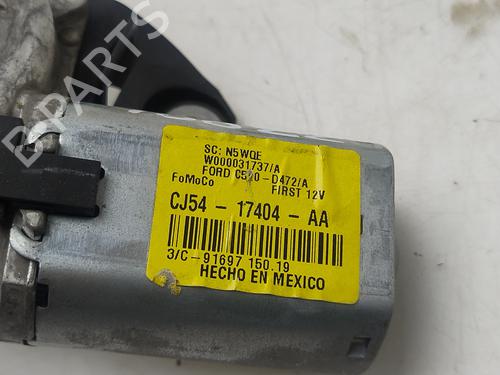 B PARTS
SC: N5WQE
W000031737/A
FORD C520-D472/A
FoMoCo FIRST 12V
CJ54 - 17404 - AA
3/C-91697 150.19
HECHO EN MEXICO